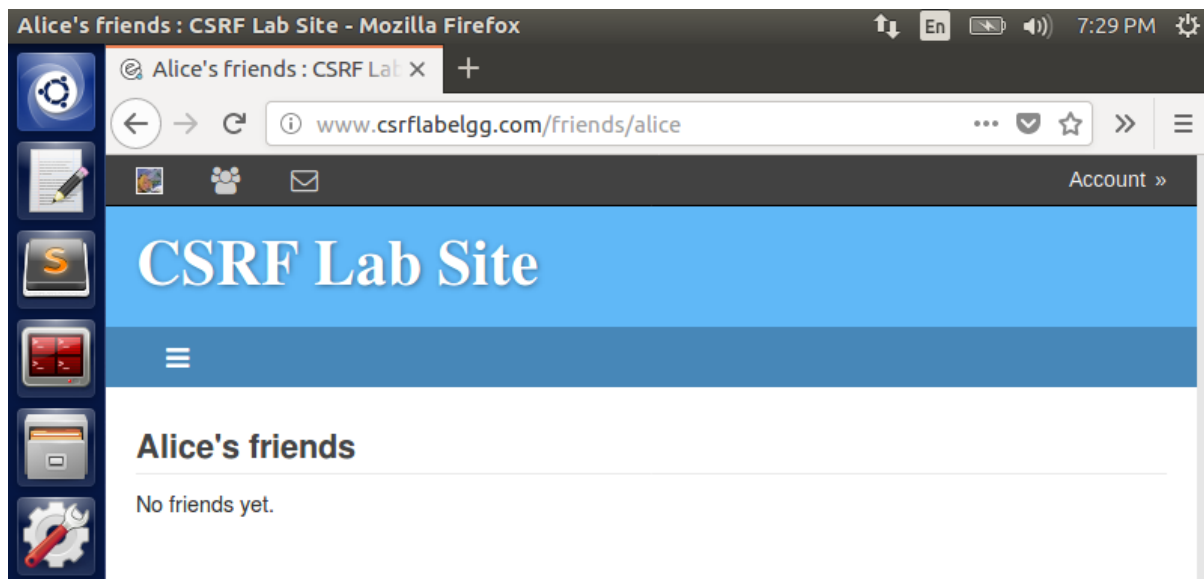 Alice's friends : CSRF Lab Site - Mozilla Firefox
En
7:29 PM
Alice's friends : CSRF Lab
www.csrflabelgg.com/friends/alice
Account »
CSRF Lab Site
Alice's friends
No friends yet.